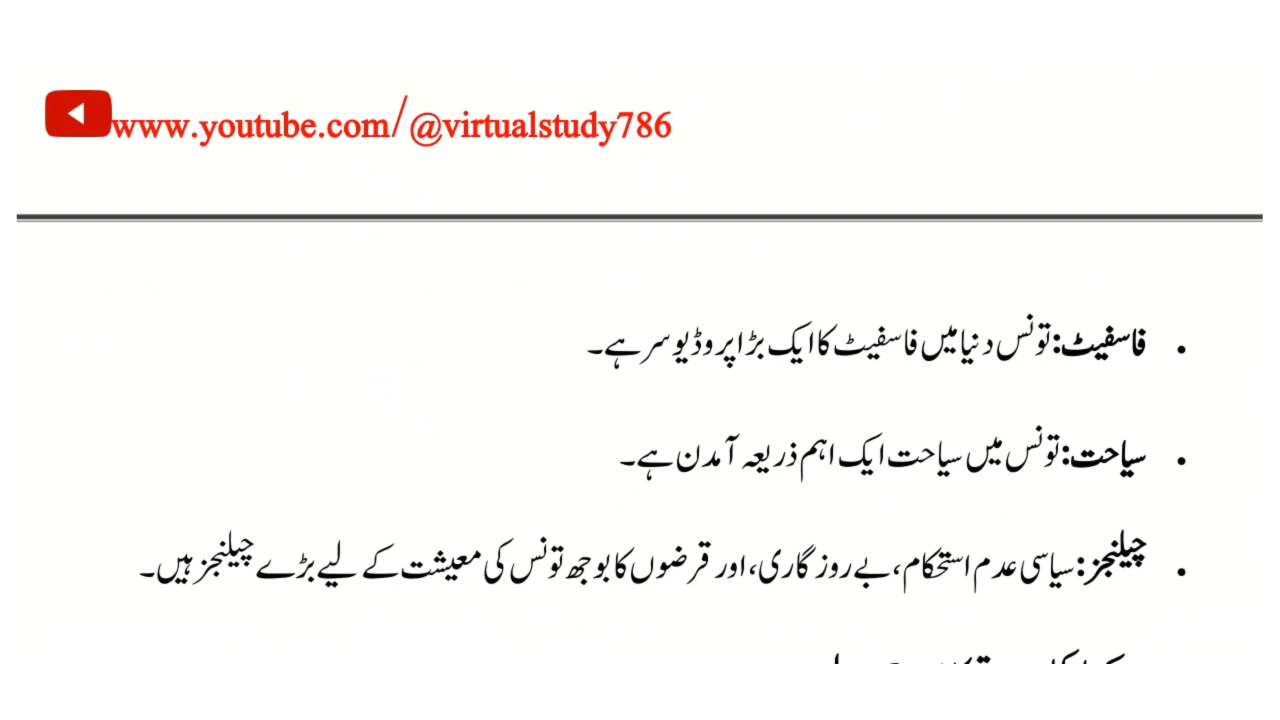 www.youtube.com/@virtualstudy786
• فاسفیٹ: تونس دنیا میں فاسفیٹ کا ایک بڑا پروڈیوسر ہے۔
• سیاحت: تونس میں سیاحت ایک اہم ذریعہ آمدن ہے۔
• چیلنجز: سیاسی عدم استحکام، بے روزگاری، اور قرضوں کا بوجھ تونس کی معیشت کے لیے بڑے چیلنجز ہیں۔